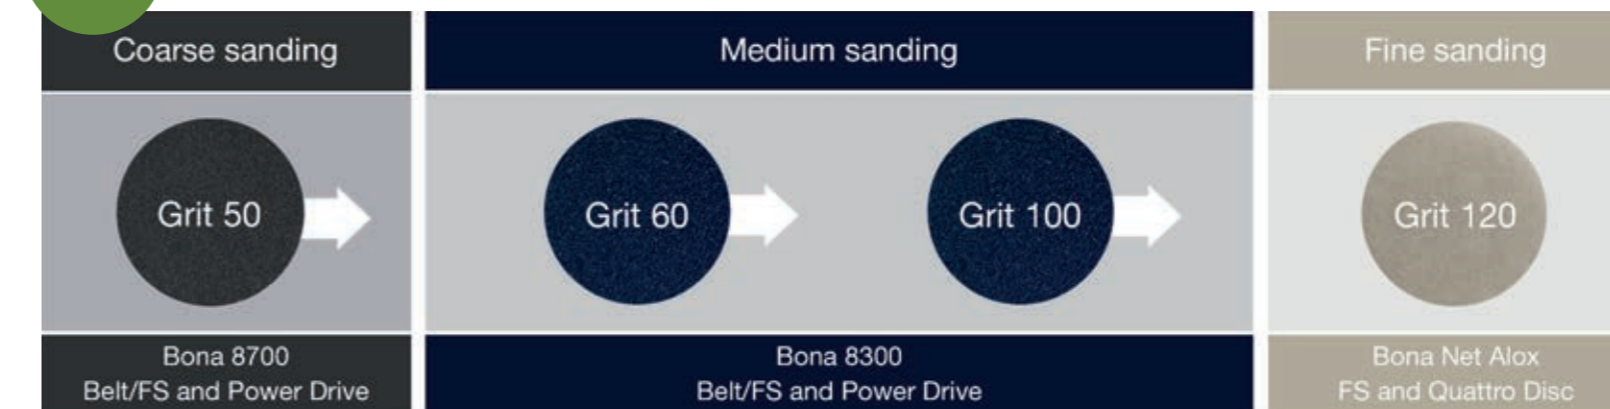 Coarse sanding
Medium sanding
Fine sanding
Grit 50
Grit 60
Grit 100
Grit 120
Bona 8700
Belt/FS and Power Drive
Bona 8300
Belt/FS and Power Drive
Bona Net Alox
FS and Quattro Disc